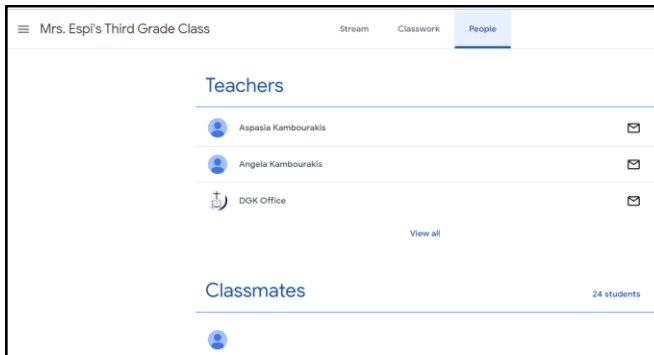 Mrs. Espi's Third Grade Class
Stream
Classwork
People
Teachers
Aspasia Kambourakis
Angela Kambourakis
DGK Office
View all
Classmates
24 students